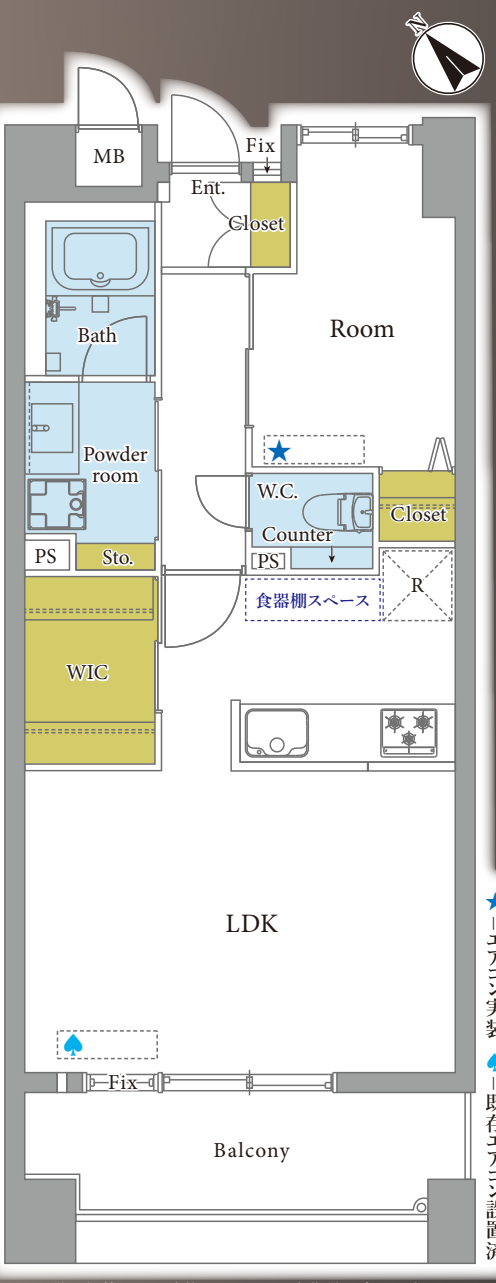 N
MB
Fix
Ent.
Closet
Room
Bath
★
Powder
room
W.C.
Counter
Closet
PS
Sto.
[PS]
食器棚スペース
R
WIC
LDK
★=エアコン実装
♠=既存エアコン設置済
♠
Fix
Balcony